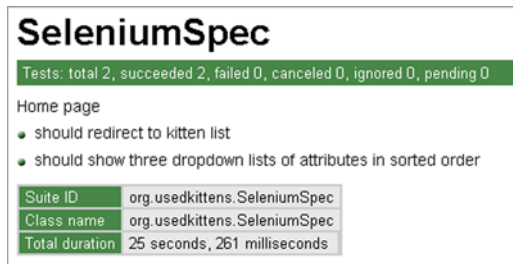 SeleniumSpec
Tests: total 2, succeeded 2, failed 0, canceled 0, ignored 0, pending 0
Home page
should redirect to kitten list
should show three dropdown lists of attributes in sorted order
Suite ID org.usedkittens.SeleniumSpec
Class name org.usedkittens.SeleniumSpec
Total duration 25 seconds, 261 milliseconds